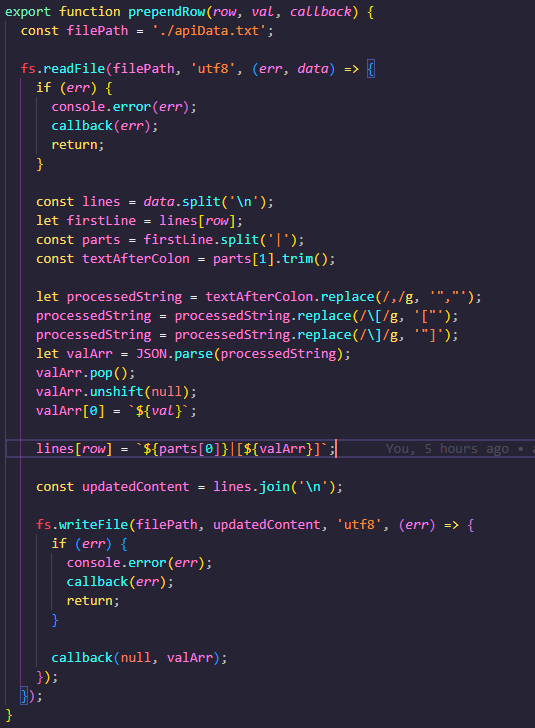 export function prependRow(row, val, callback) {
  const filePath = './apiData.txt';

  fs.readFile(filePath, 'utf8', (err, data) => {
    if (err) {
      console.error(err);
      callback(err);
      return;
    }

    const lines = data.split('\n');
    let firstLine = lines[row];
    const parts = firstLine.split('|');
    const textAfterColon = parts[1].trim();

    let processedString = textAfterColon.replace(/,/g, '","');
    processedString = processedString.replace(/\[/g, '["');
    processedString = processedString.replace(/\]/g, '"]');
    let valArr = JSON.parse(processedString);
    valArr.pop();
    valArr.unshift(null);
    valArr[0] = `${val}`;

    lines[row] = `${parts[0]}|[${valArr}]`;     You, 5 hours ago •

    const updatedContent = lines.join('\n');

    fs.writeFile(filePath, updatedContent, 'utf8', (err) => {
      if (err) {
        console.error(err);
        callback(err);
        return;
      }

      callback(null, valArr);
    });
  });
}